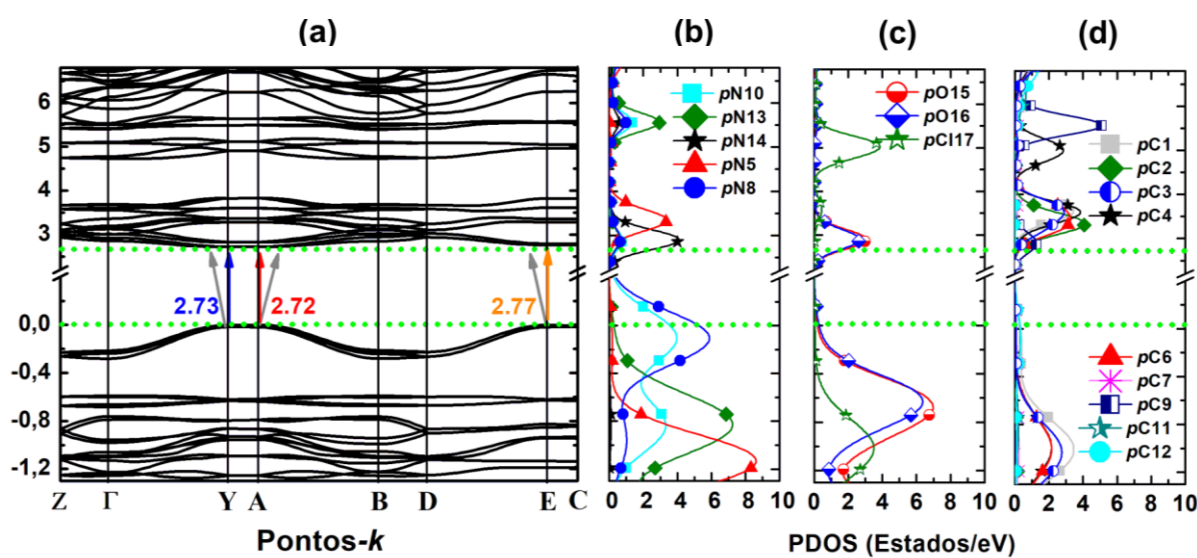 (a)
(b)
(c)
(d)
6
5
4
3
0,0
-0,4
-0,8
-1,2
2.73
2.72
2.77
Z Γ Y A B D E C
Pontos-k
pN10
pN13
pN14
pN5
pN8
0 2 4 6 8 10
pO15
pO16
pCl17
0 2 4 6 8 10
pC1
pC2
pC3
pC4
pC6
pC7
pC9
pC11
pC12
0 2 4 6 8 10
PDOS (Estados/eV)